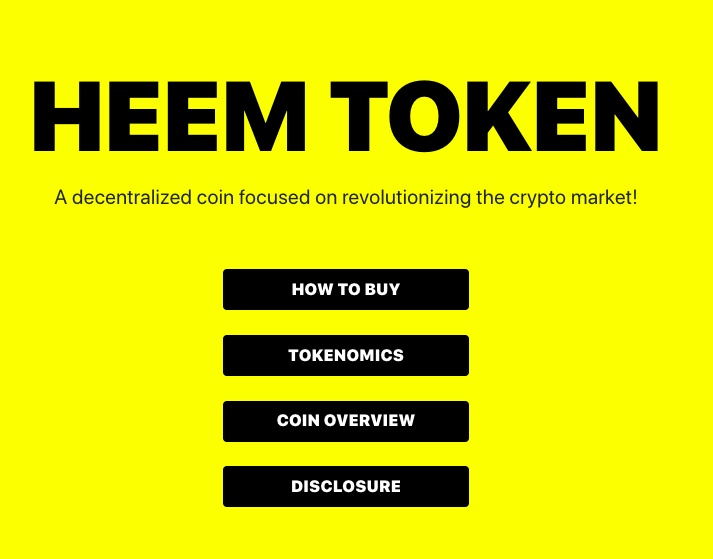 HEEM TOKEN
A decentralized coin focused on revolutionizing the crypto market!
HOW TO BUY
TOKENOMICS
COIN OVERVIEW
DISCLOSURE